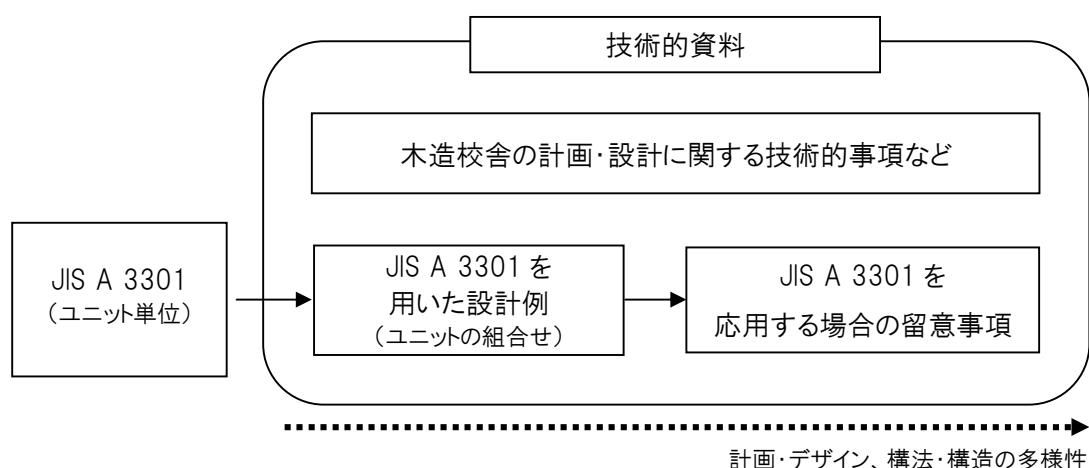 技術的資料
木造校舎の計画・設計に関する技術的事項など
JIS A 3301
（ユニット単位）
JIS A 3301 を
用いた設計例
（ユニットの組合せ）
JIS A 3301 を
応用する場合の留意事項
計画・デザイン、構法・構造の多様性